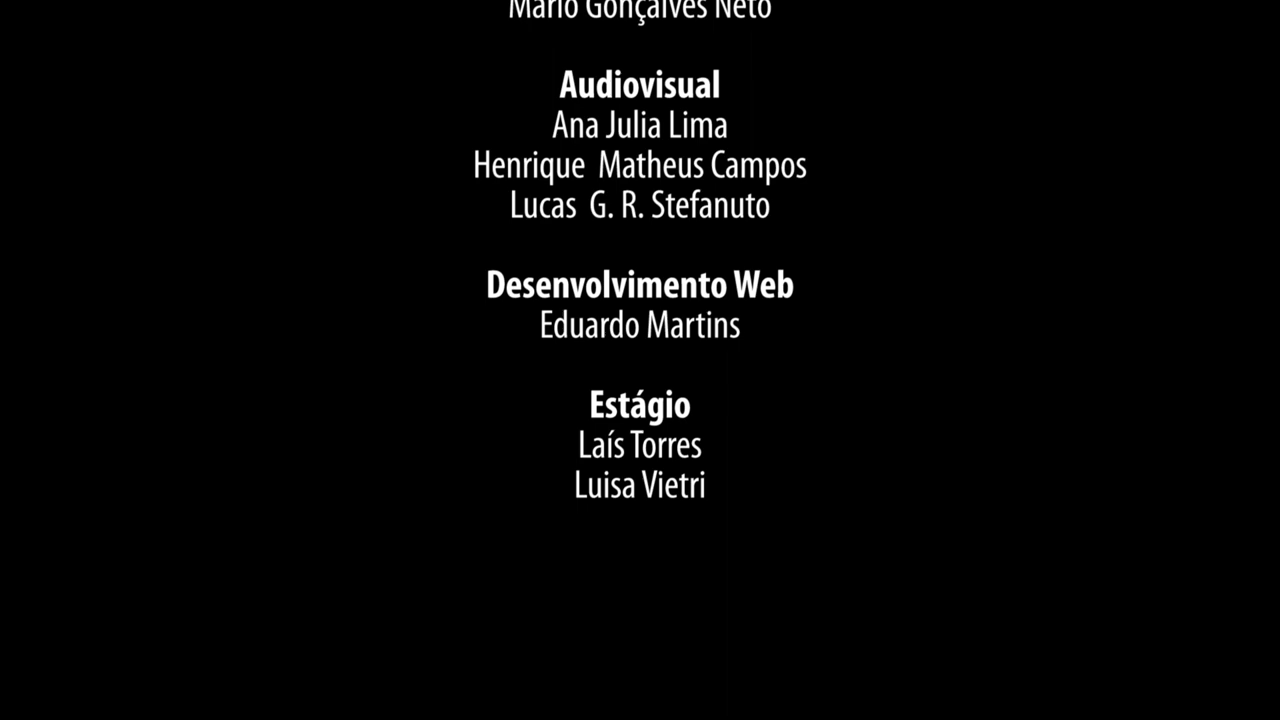 Mario Gonçalves Neto
Audiovisual
Ana Julia Lima
Henrique Matheus Campos
Lucas G. R. Stefanuto
Desenvolvimento Web
Eduardo Martins
Estágio
Laís Torres
Luisa Vietri